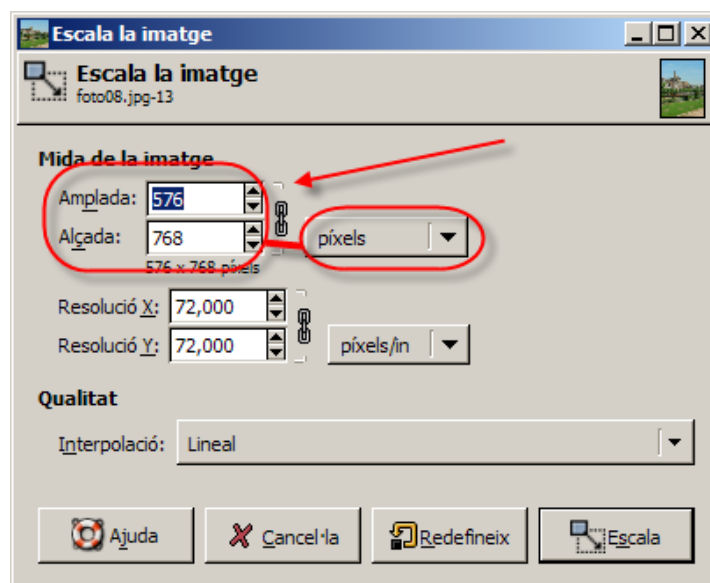 Escala la imatge
Escala la imatge
foto08.jpg-13
Mida de la imatge
Amplada: 576
Alçada: 768 píxels
576 x 768 píxels
Resolució X: 72,000
Resolució Y: 72,000 píxels/in
Qualitat
Interpolació: Lineal
Ajuda Cancel·la Redefineix Escala